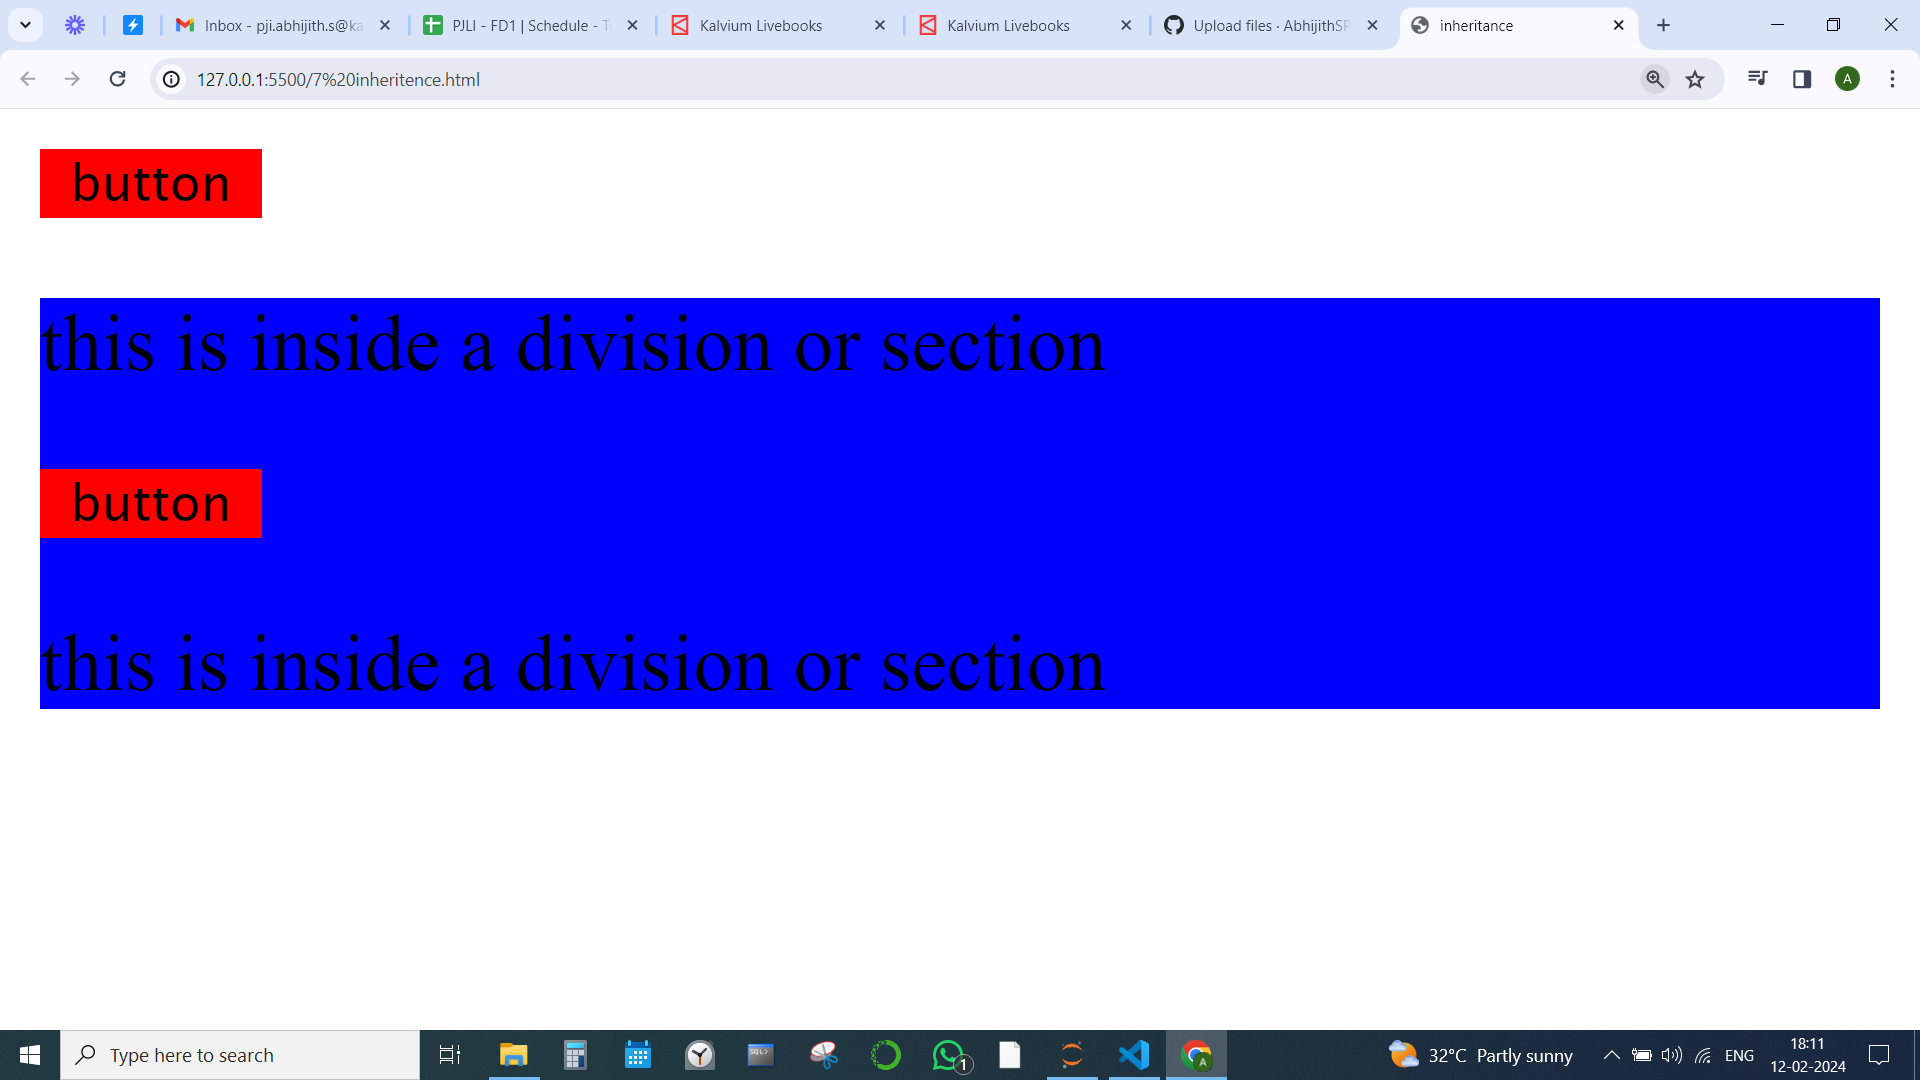 Inbox - pji.abhijith.s@ka
PJLI - FD1 | Schedule - Te
Kalvium Livebooks
Kalvium Livebooks
Upload files · AbhijithSP
inheritance
127.0.0.1:5500/7%20inheritence.html
A
button
this is inside a division or section
button
this is inside a division or section
Type here to search
SQL>
1
A
32°C Partly sunny
ENG
18:11
12-02-2024